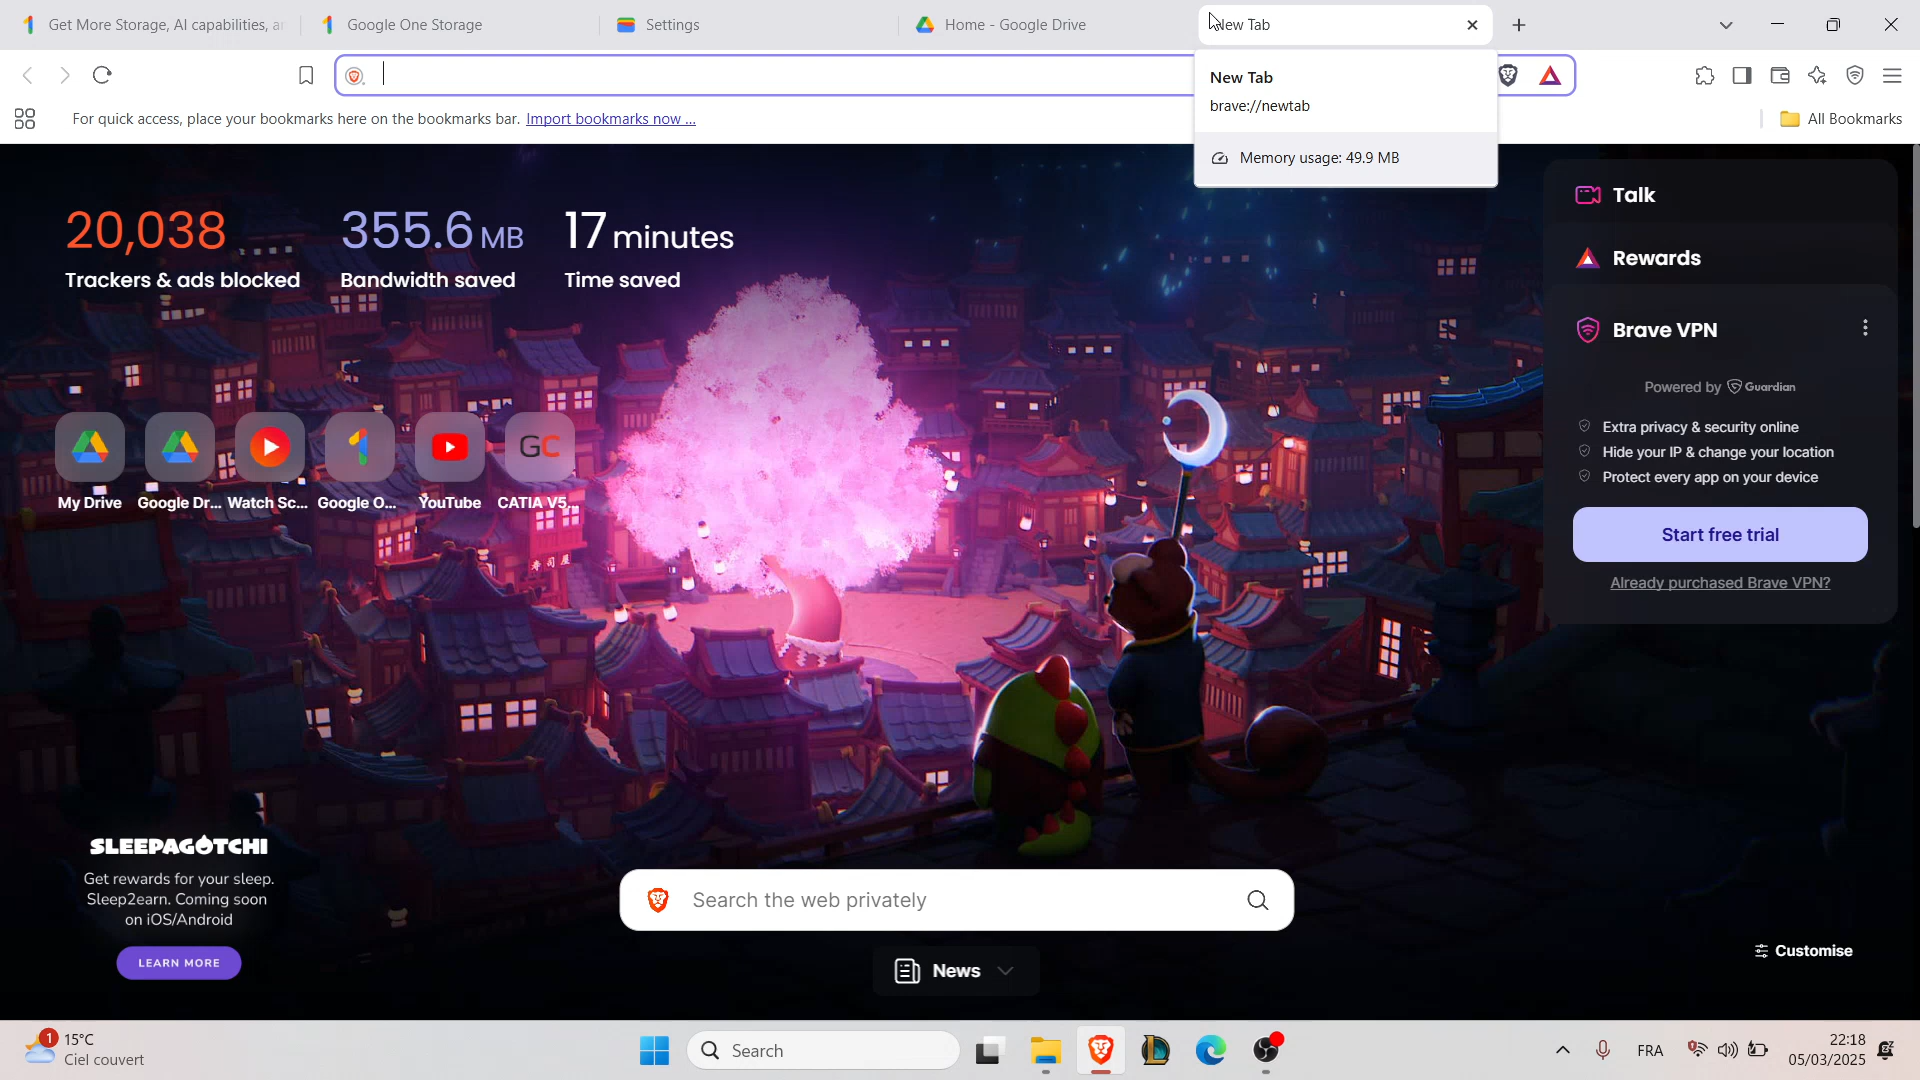 Get More Storage, AI capabilities, a
Google One Storage
Settings
Home - Google Drive
New Tab
For quick access, place your bookmarks here on the bookmarks bar. Import bookmarks now ...
All Bookmarks
New Tab
brave://newtab
Memory usage: 49.9 MB
20,038
Trackers & ads blocked
355.6 MB
Bandwidth saved
17 minutes
Time saved
My Drive
Google Dr...
Watch Sc...
Google O...
YouTube
GC
CATIA V5...
寿司屋
Talk
Rewards
Brave VPN
Powered by Guardian
Extra privacy & security online
Hide your IP & change your location
Protect every app on your device
Start free trial
Already purchased Brave VPN?
SLEEPAGOTCHI
Get rewards for your sleep.
Sleep2earn. Coming soon
on iOS/Android
LEARN MORE
Search the web privately
News
Customise
1
15°C
Ciel couvert
Search
FRA
22:18
05/03/2025